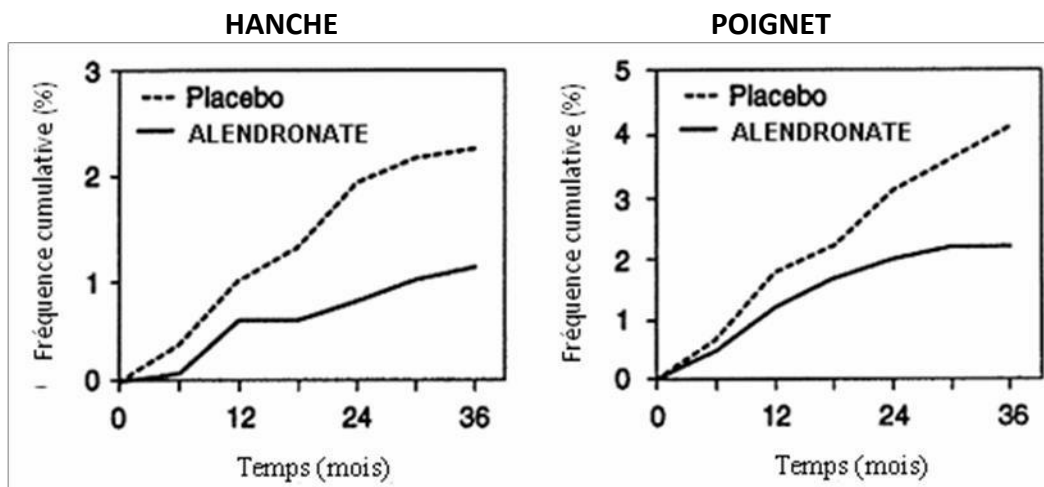 HANCHE
3
2
1
0
Fréquence cumulative (%)
Placebo
ALENDRONATE
0 12 24 36
Temps (mois)
POIGNET
5
4
3
2
1
0
Fréquence cumulative (%)
Placebo
ALENDRONATE
0 12 24 36
Temps (mois)